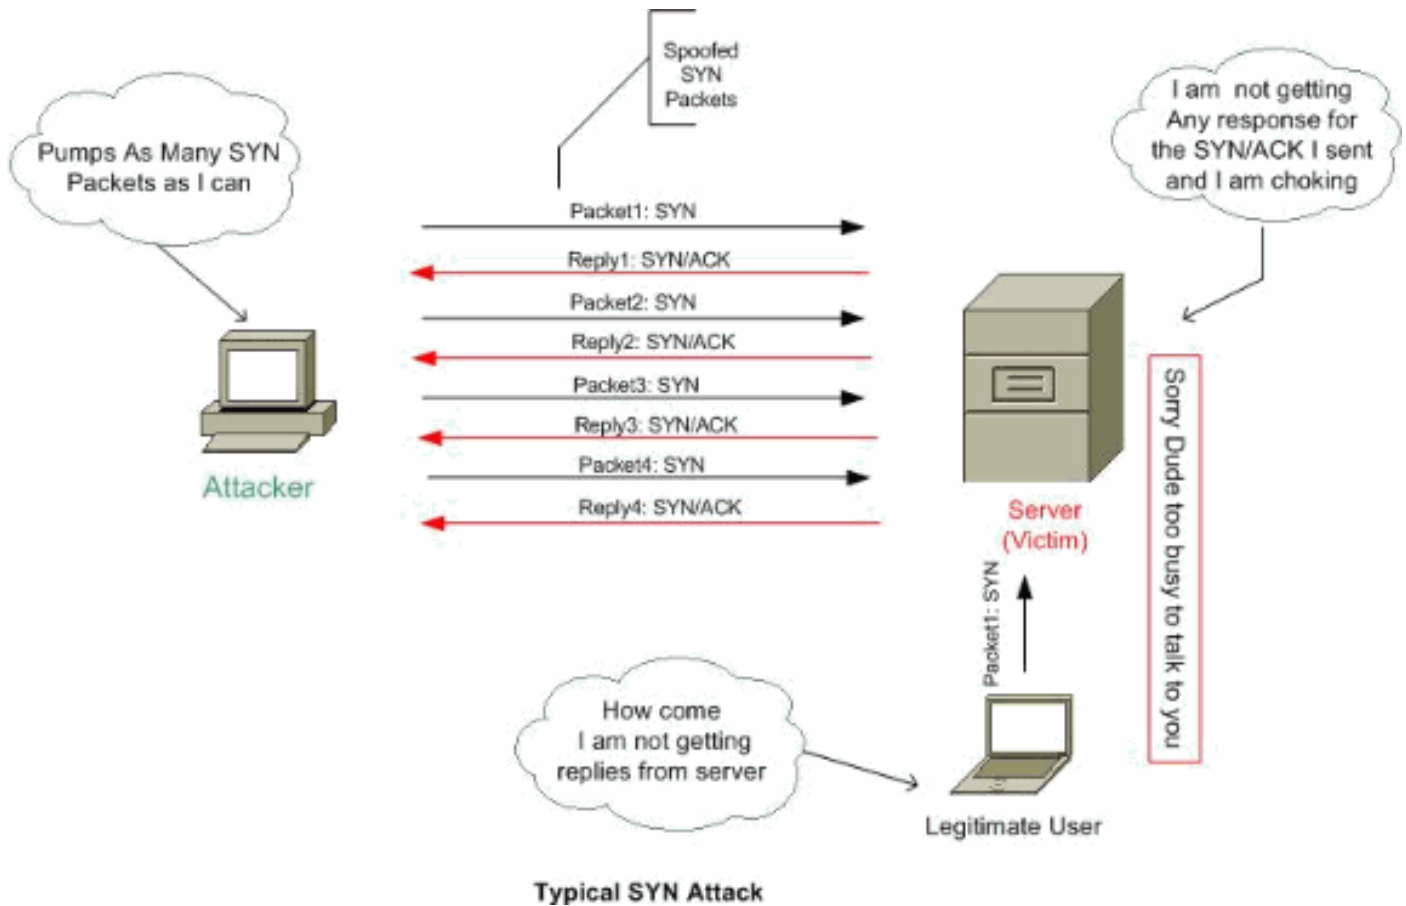 Spoofed
SYN
Packets
Pumps As Many SYN
Packets as I can
I am not getting
Any response for
the SYN/ACK I sent
and I am choking
Packet1: SYN
Reply1: SYN/ACK
Packet2: SYN
Reply2: SYN/ACK
Packet3: SYN
Reply3: SYN/ACK
Packet4: SYN
Reply4: SYN/ACK
Attacker
Server
(Victim)
Sorry Dude too busy to talk to you
Packet1: SYN
How come
I am not getting
replies from server
Legitimate User
Typical SYN Attack